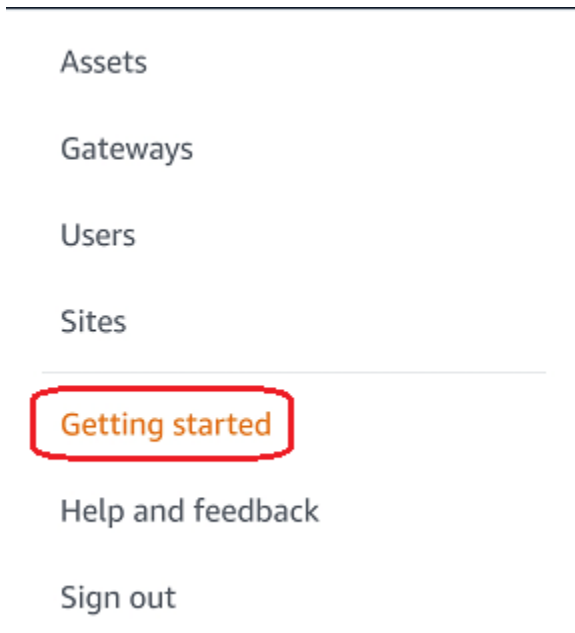 Assets
Gateways
Users
Sites
Getting started
Help and feedback
Sign out